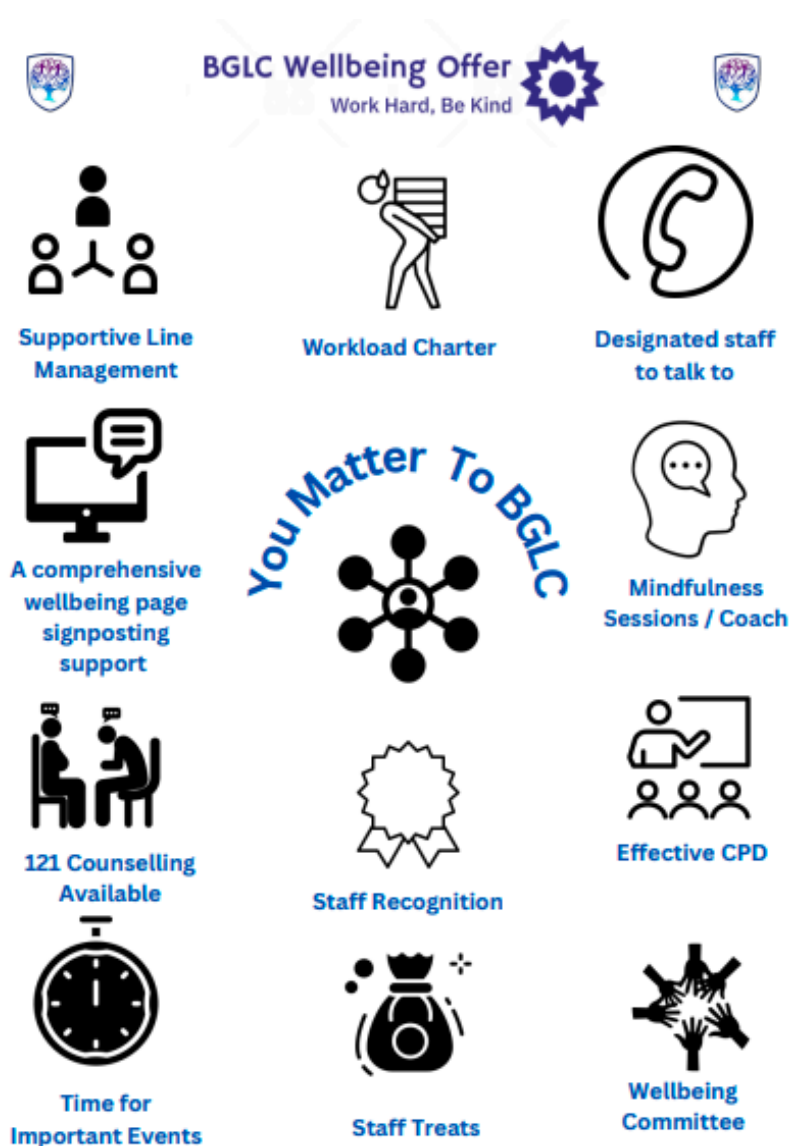 BGLC Wellbeing Offer
Work Hard, Be Kind
Supportive Line
Management
Workload Charter
Designated staff
to talk to
A comprehensive
wellbeing page
signposting
support
You Matter To BGLC
Mindfulness
Sessions / Coach
121 Counselling
Available
Staff Recognition
Effective CPD
Time for
Important Events
Staff Treats
Wellbeing
Committee